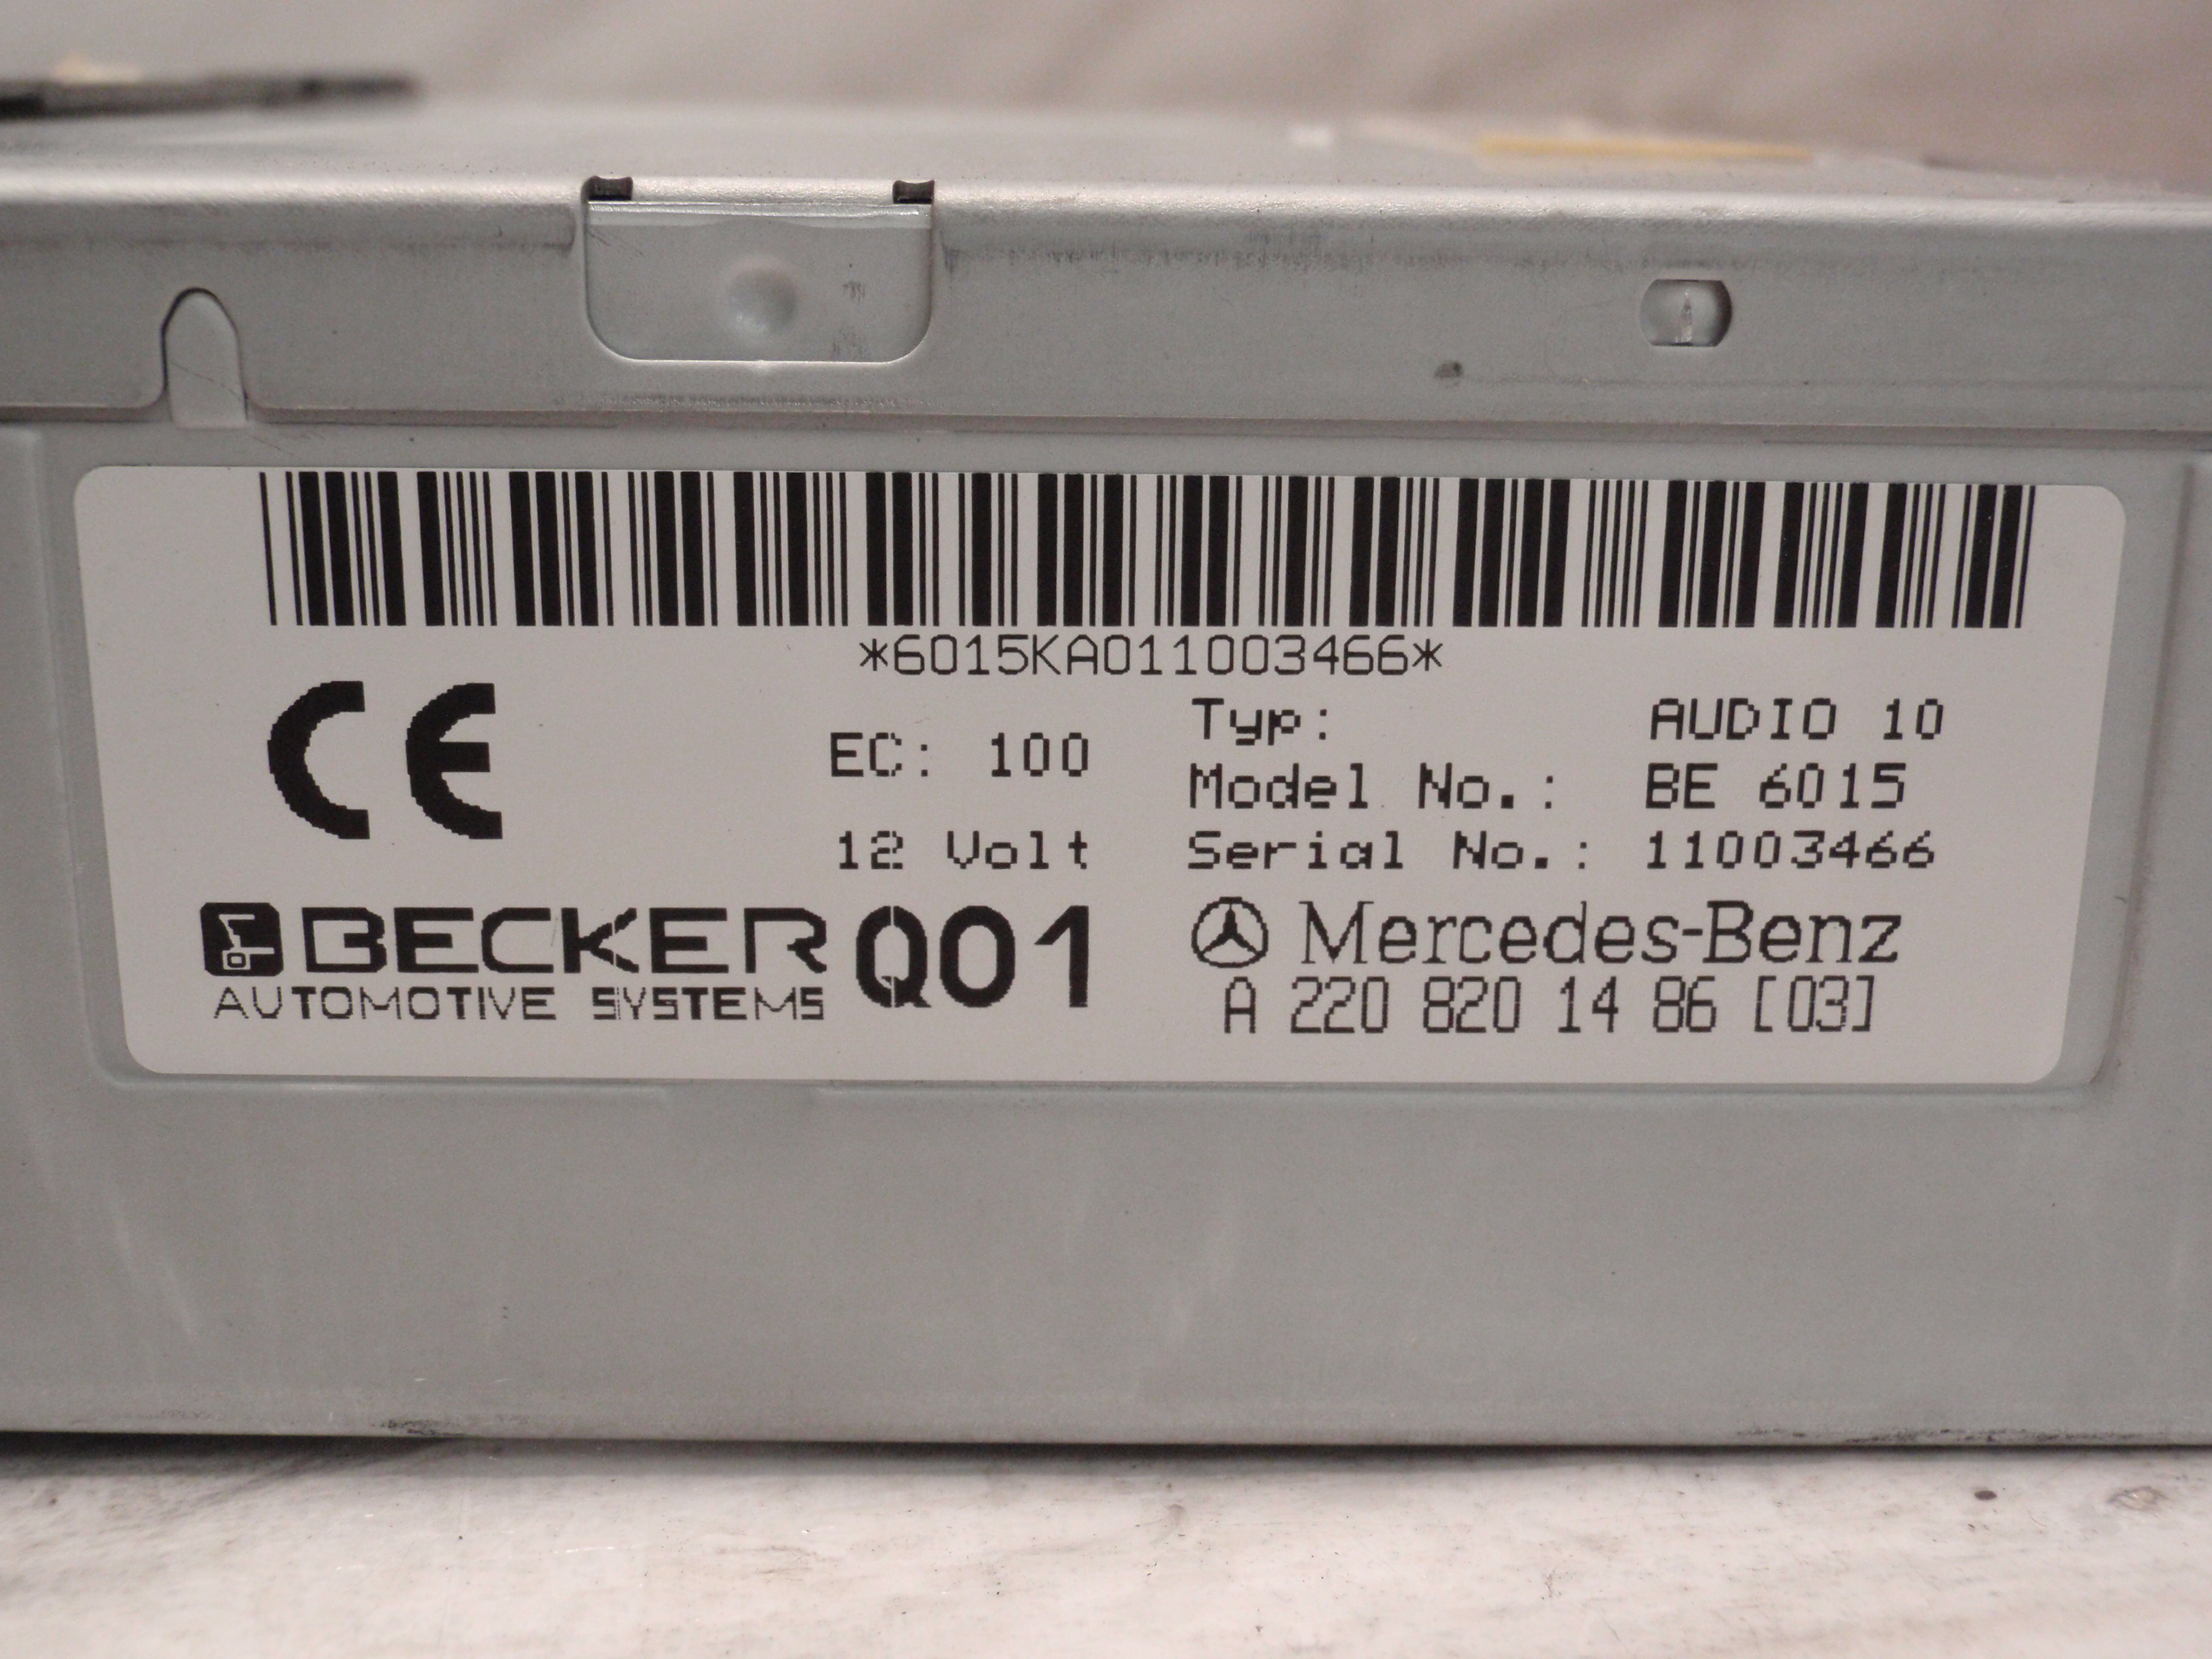 *6015KA011003466*
CE
EC: 100
12 Volt
Typ: AUDIO 10
Model No.: BE 6015
Serial No.: 11003466
BECKER
AUTOMOTIVE SYSTEMS
Q01
Mercedes-Benz
A 220 820 14 86 [03]